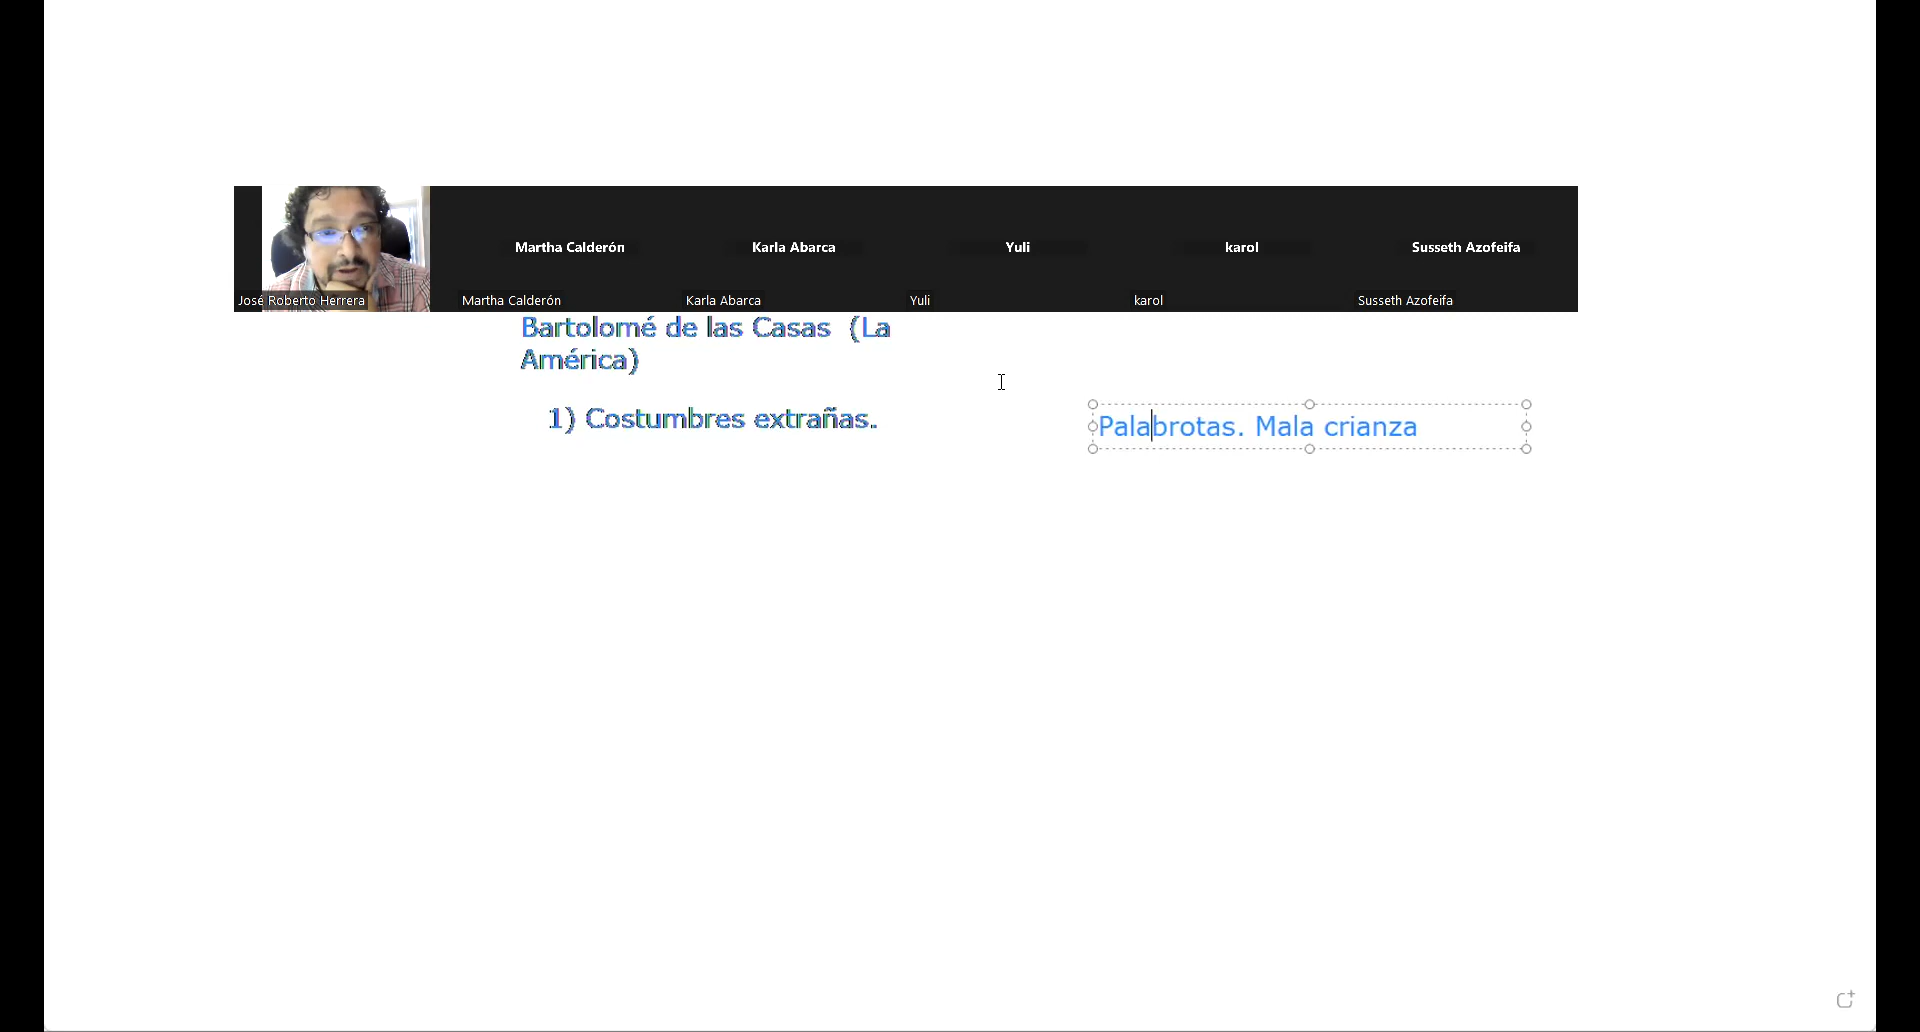 Martha Calderón
Karla Abarca
Yuli
karol
Susseth Azofeifa
José Roberto Herrera
Martha Calderón
Karla Abarca
Yuli
karol
Susseth Azofeifa
Bartolomé de las Casas (La
América)
1) Costumbres extrañas.
Palabrotas. Mala crianza